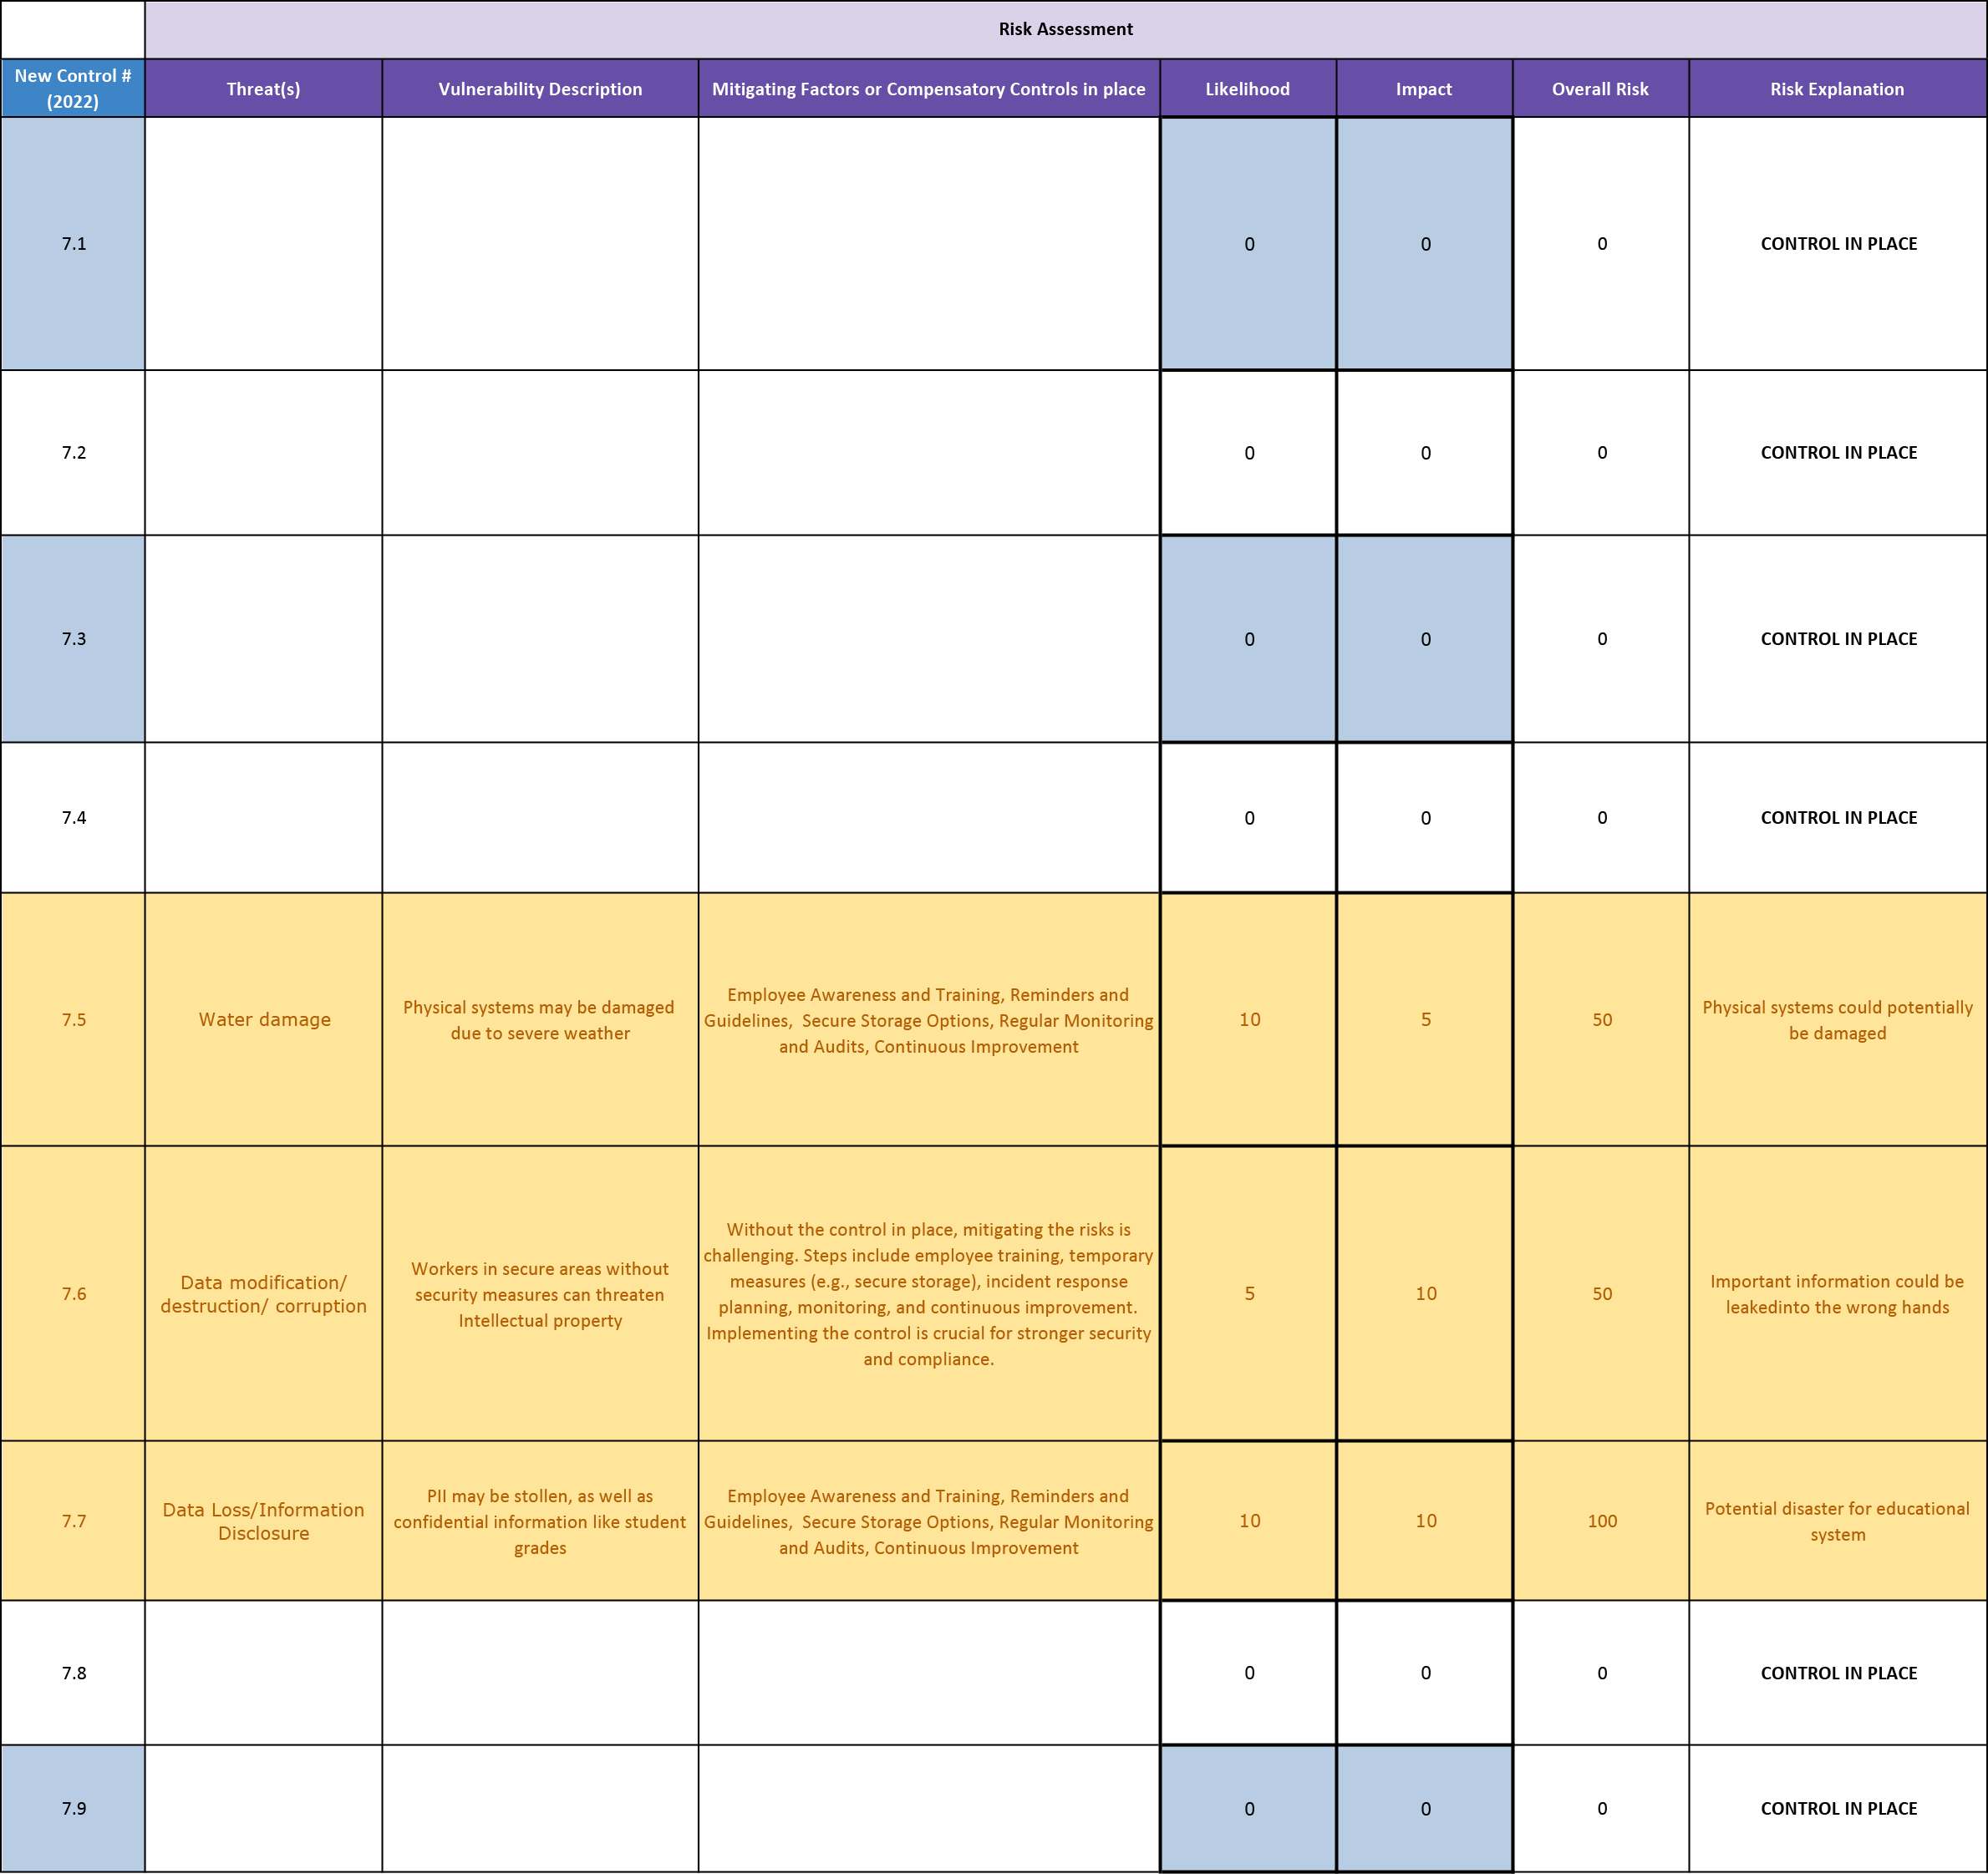 Risk Assessment
New Control #
(2022)
Threat(s)
Vulnerability Description
Mitigating Factors or Compensatory Controls in place
Likelihood
Impact
Overall Risk
Risk Explanation
7.1
0
0
0
CONTROL IN PLACE
7.2
0
0
0
CONTROL IN PLACE
7.3
0
0
0
CONTROL IN PLACE
7.4
0
0
0
CONTROL IN PLACE
7.5
Water damage
Physical systems may be damaged
due to severe weather
Employee Awareness and Training, Reminders and
Guidelines,  Secure Storage Options, Regular Monitoring
and Audits, Continuous Improvement
10
5
50
Physical systems could potentially
be damaged
7.6
Data modification/
destruction/ corruption
Workers in secure areas without
security measures can threaten
Intellectual property
Without the control in place, mitigating the risks is
challenging. Steps include employee training, temporary
measures (e.g., secure storage), incident response
planning, monitoring, and continuous improvement.
Implementing the control is crucial for stronger security
and compliance.
5
10
50
Important information could be
leakedinto the wrong hands
7.7
Data Loss/Information
Disclosure
PII may be stollen, as well as
confidential information like student
grades
Employee Awareness and Training, Reminders and
Guidelines,  Secure Storage Options, Regular Monitoring
and Audits, Continuous Improvement
10
10
100
Potential disaster for educational
system
7.8
0
0
0
CONTROL IN PLACE
7.9
0
0
0
CONTROL IN PLACE